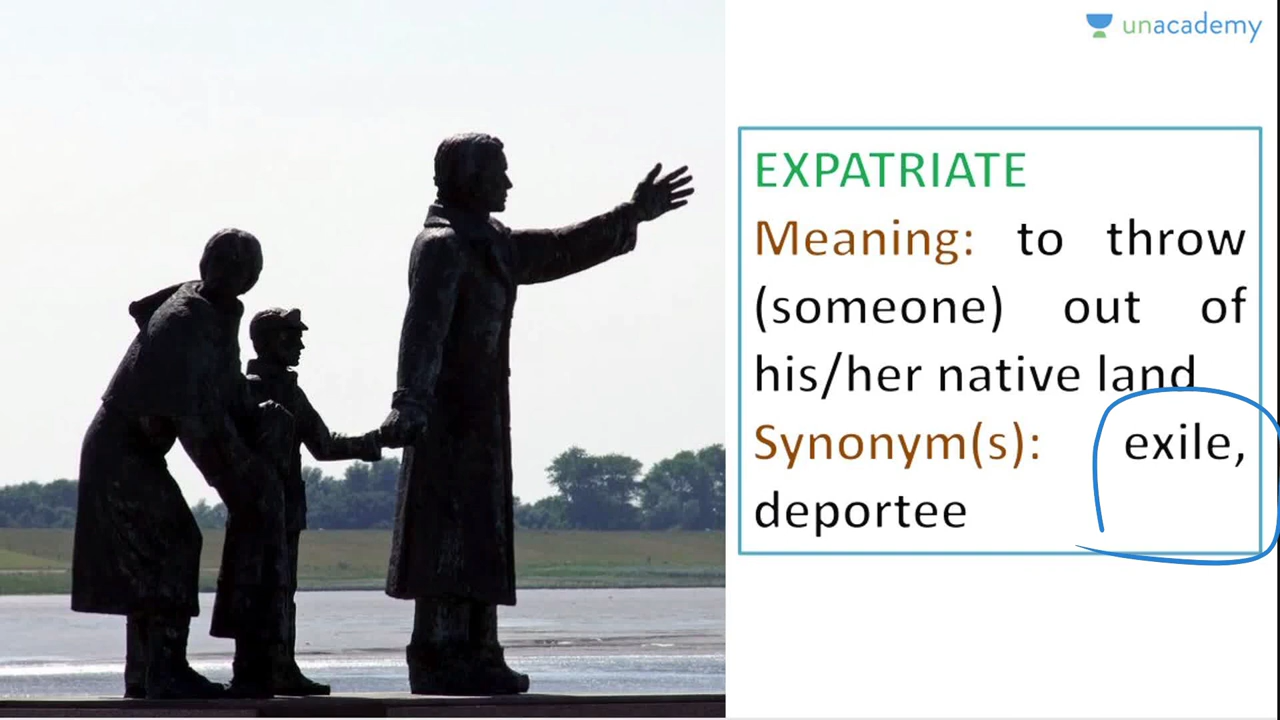 unacademy
EXPATRIATE
Meaning: to throw
(someone) out of
his/her native land
Synonym(s): exile,
deportee